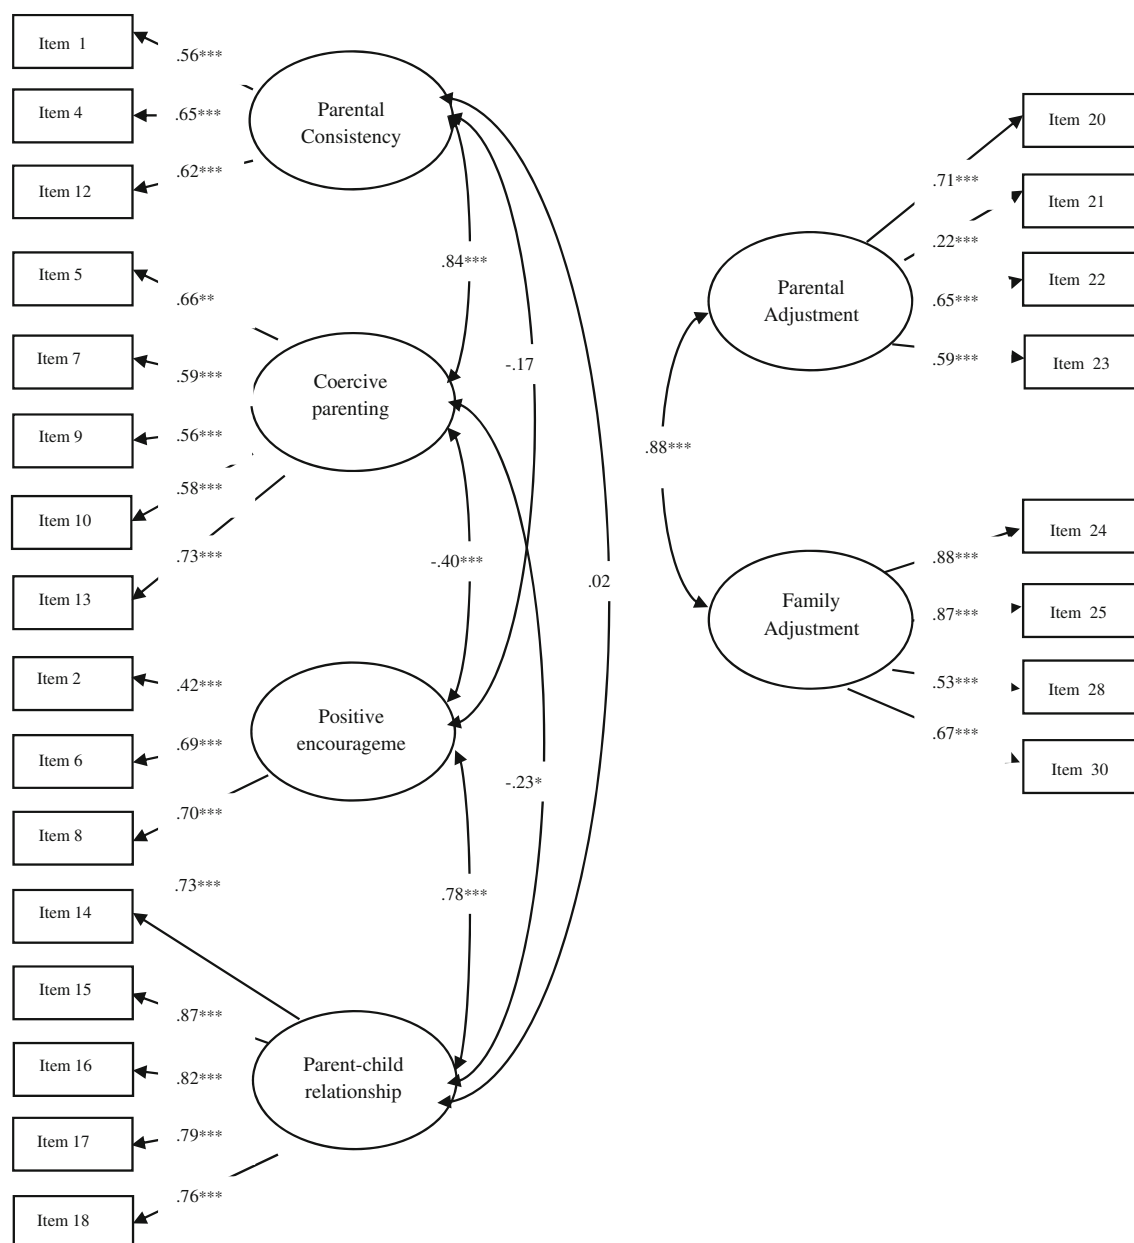 Item 1
.56***
Item 4
.65***
Item 12
.62***
Parental
Consistency
Item 5
.66**
Item 7
.59***
Item 9
.56***
Item 10
.58***
Item 13
.73***
Coercive
parenting
Item 2
.42***
Item 6
.69***
Item 8
.70***
Positive
encourageme
Item 14
.73***
Item 15
.87***
Item 16
.82***
Item 17
.79***
Item 18
.76***
Parent-child
relationship
.84***
-.17
-.40***
.02
-.23*
.78***
Parental
Adjustment
.71***
Item 20
.22***
Item 21
.65***
Item 22
.59***
Item 23
.88***
Family
Adjustment
.88***
Item 24
.87***
Item 25
.53***
Item 28
.67***
Item 30